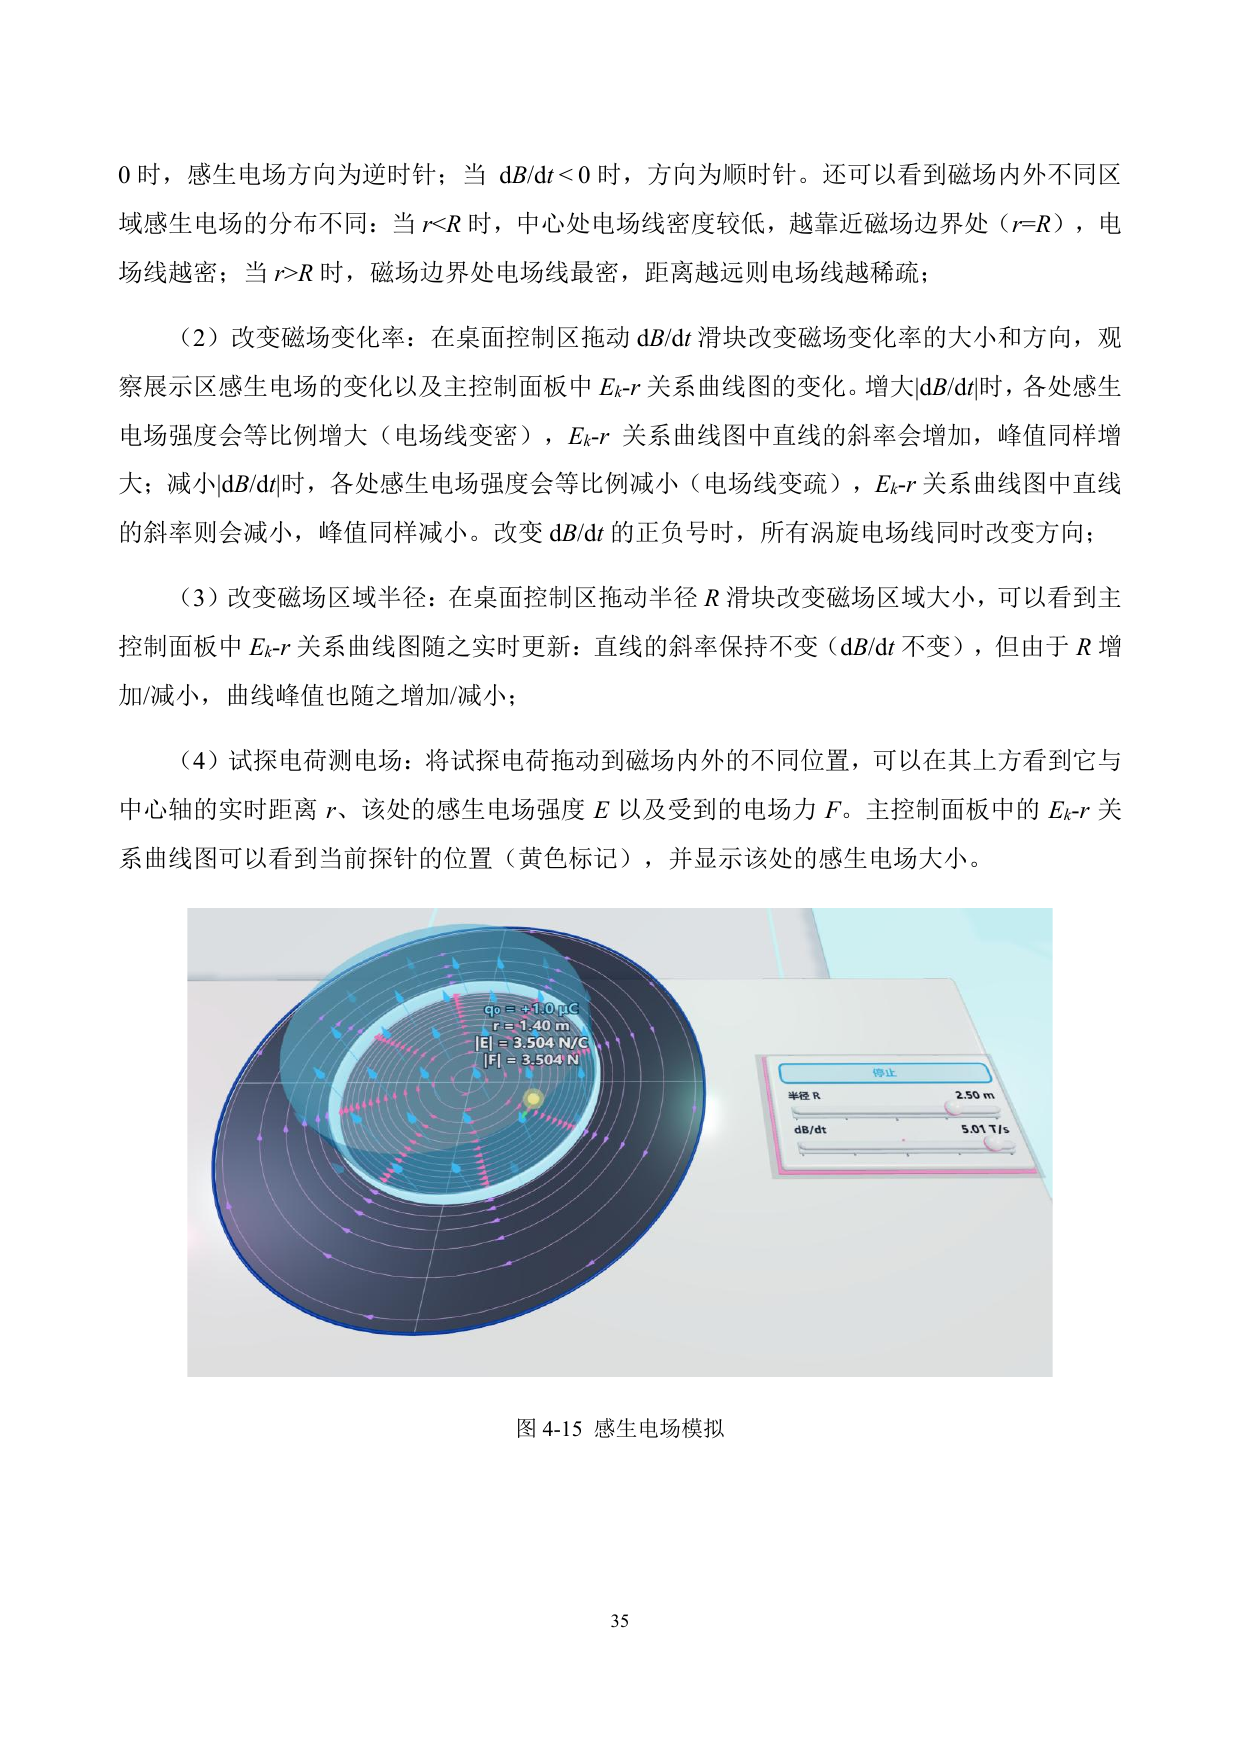 0 时，感生电场方向为逆时针；当 dB/dt < 0 时，方向为顺时针。还可以看到磁场内外不同区
域感生电场的分布不同：当 r<R 时，中心处电场线密度较低，越靠近磁场边界处（r=R），电
场线越密；当 r>R 时，磁场边界处电场线最密，距离越远则电场线越稀疏；
（2）改变磁场变化率：在桌面控制区拖动 dB/dt 滑块改变磁场变化率的大小和方向，观
察展示区感生电场的变化以及主控制面板中 Ek-r 关系曲线图的变化。增大|dB/dt|时，各处感生
电场强度会等比例增大（电场线变密），Ek-r 关系曲线图中直线的斜率会增加，峰值同样增
大；减小|dB/dt|时，各处感生电场强度会等比例减小（电场线变疏），Ek-r 关系曲线图中直线
的斜率则会减小，峰值同样减小。改变 dB/dt 的正负号时，所有涡旋电场线同时改变方向；
（3）改变磁场区域半径：在桌面控制区拖动半径 R 滑块改变磁场区域大小，可以看到主
控制面板中 Ek-r 关系曲线图随之实时更新：直线的斜率保持不变（dB/dt 不变），但由于 R 增
加/减小，曲线峰值也随之增加/减小；
（4）试探电荷测电场：将试探电荷拖动到磁场内外的不同位置，可以在其上方看到它与
中心轴的实时距离 r、该处的感生电场强度 E 以及受到的电场力 F。主控制面板中的 Ek-r 关
系曲线图可以看到当前探针的位置（黄色标记），并显示该处的感生电场大小。
q₀ = +1.0 μC
r = 1.40 m
|E| = 3.504 N/C
|F| = 3.504 N
停止
半径 R 2.50 m
dB/dt 5.01 T/s
图 4-15 感生电场模拟
35